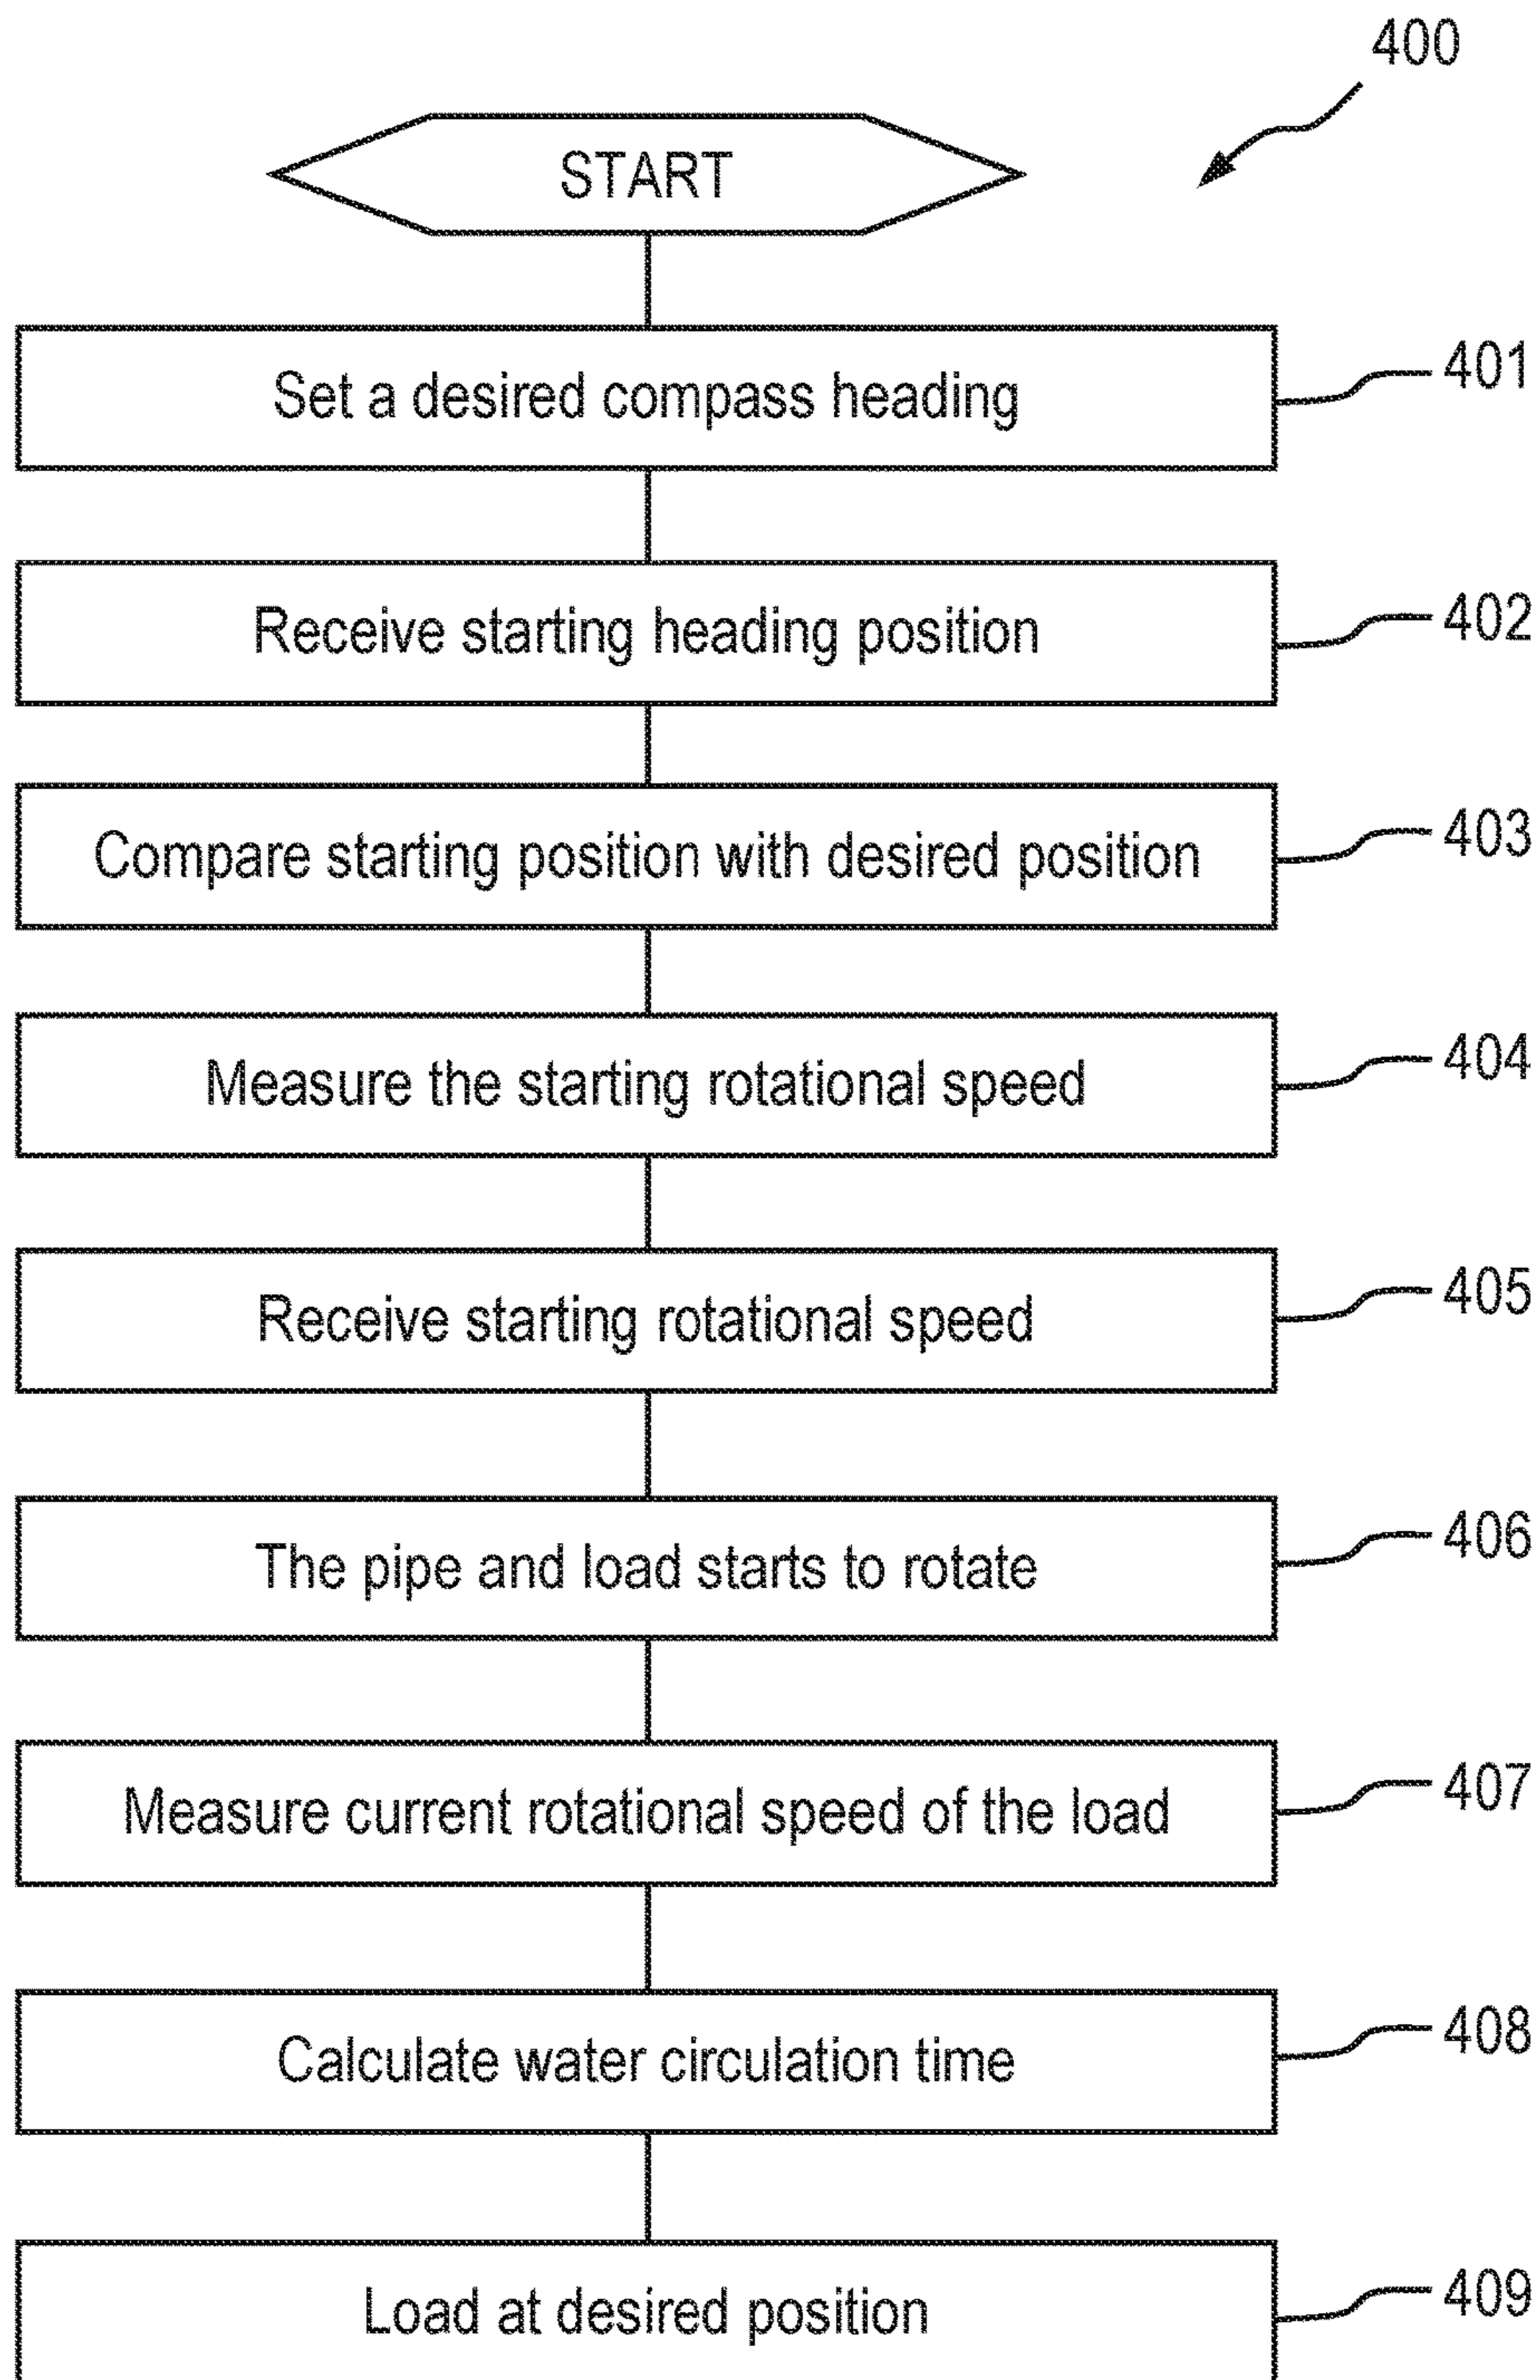 400
START
Set a desired compass heading
401
Receive starting heading position
402
Compare starting position with desired position
403
Measure the starting rotational speed
404
Receive starting rotational speed
405
The pipe and load starts to rotate
406
Measure current rotational speed of the load
407
Calculate water circulation time
408
Load at desired position
409